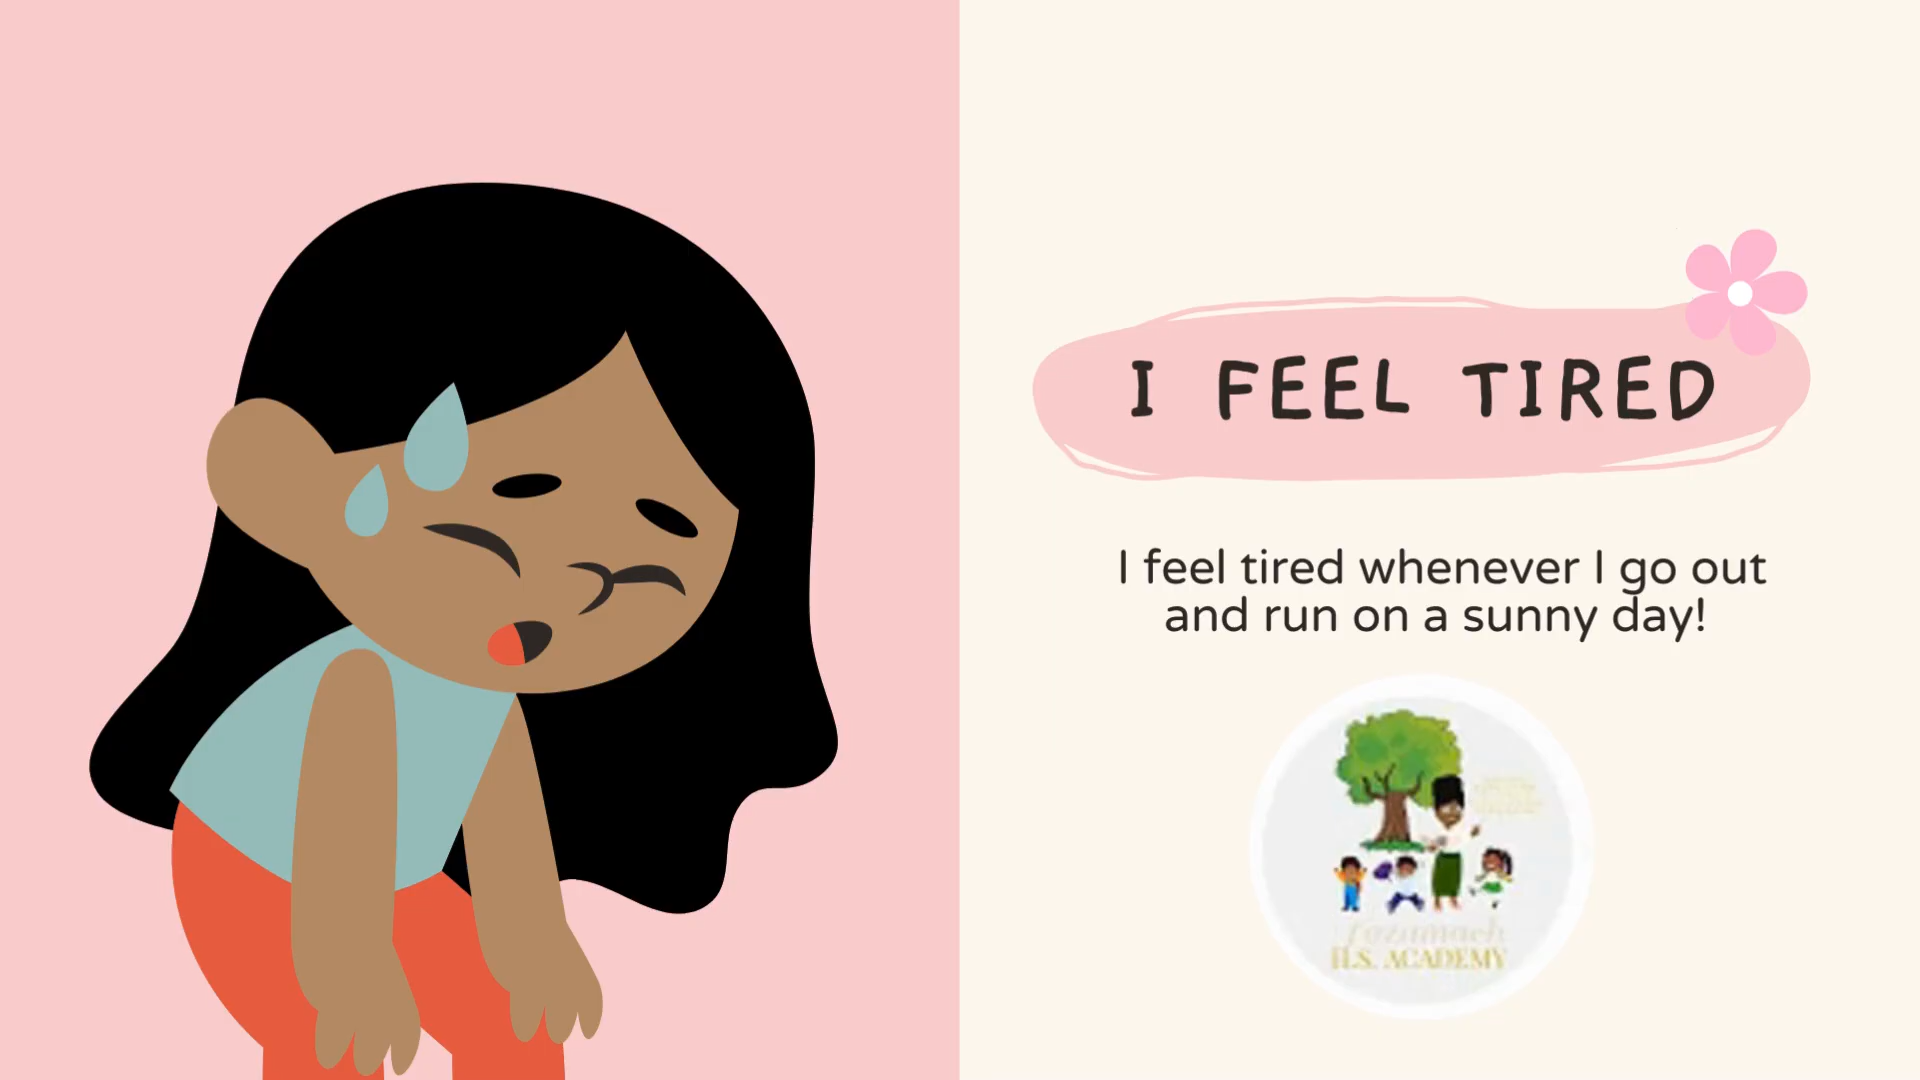 I FEEL TIRED
I feel tired whenever I go out
and run on a sunny day!
H.S. ACADEMY